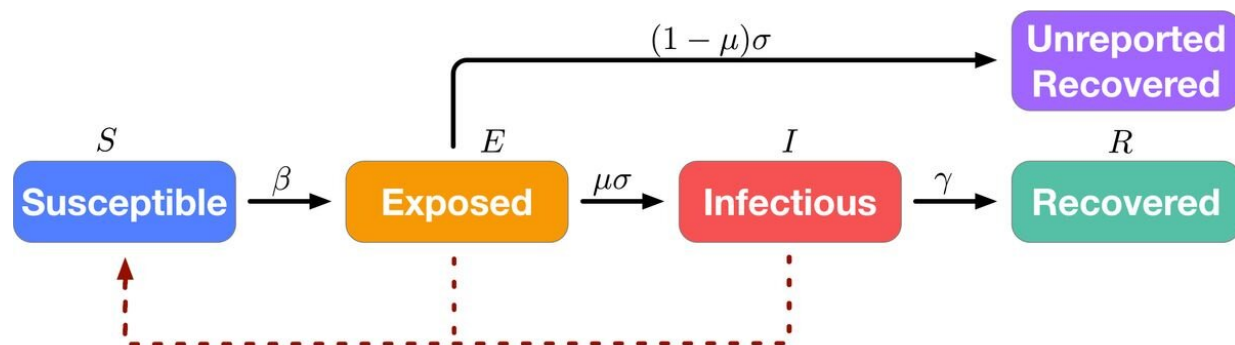 (1 − μ)σ
Unreported
Recovered
S
E
I
R
Susceptible
β
Exposed
μσ
Infectious
γ
Recovered